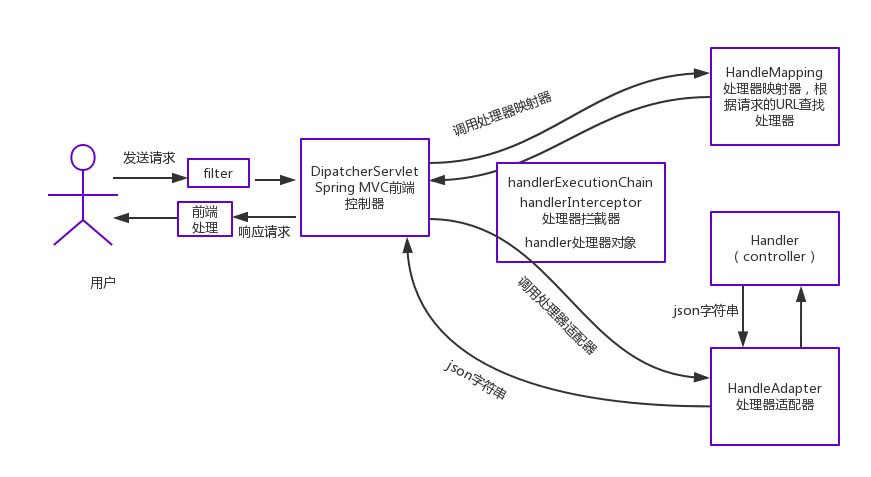 发送请求
filter
前端
处理
响应请求
用户
DipatcherServlet
Spring MVC前端
控制器
调用处理器映射器
HandleMapping
处理器映射器，根
据请求的URL查找
处理器
handlerExecutionChain
handlerInterceptor
处理器拦截器
handler处理器对象
Handler
（controller）
json字符串
调用处理器适配器
json字符串
HandleAdapter
处理器适配器